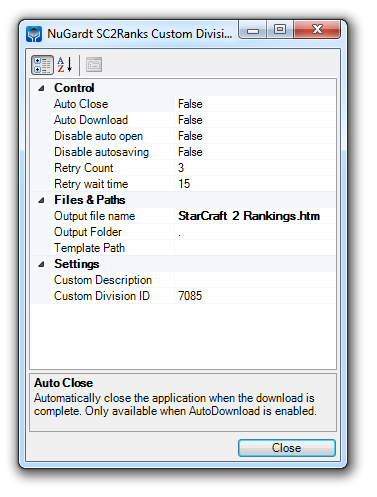 NuGardt SC2Ranks Custom Divisi...
Control
Auto Close False
Auto Download False
Disable auto open False
Disable autosaving False
Retry Count 3
Retry wait time 15
Files & Paths
Output file name StarCraft 2 Rankings.htm
Output Folder .
Template Path
Settings
Custom Description
Custom Division ID 7085
Auto Close
Automatically close the application when the download is
complete. Only available when AutoDownload is enabled.
Close